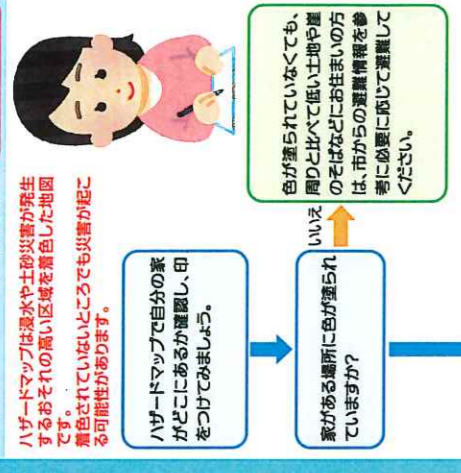 ハザードマップは浸水や土砂災害が発生
するおそれの高い区域を着色した地図
です。
着色されていないところでも災害が起こ
る可能性があります。
ハザードマップで自分の家
がどこにあるか確認し、印
をつけてみましょう。
家がある場所に色が塗られ
ていますか?
いいえ
色が塗られていなくても、
周りと比べて低い土地や崖
のそばなどにお住まいの方
は、市からの避難情報を参
考に必要に応じて避難して
ください。